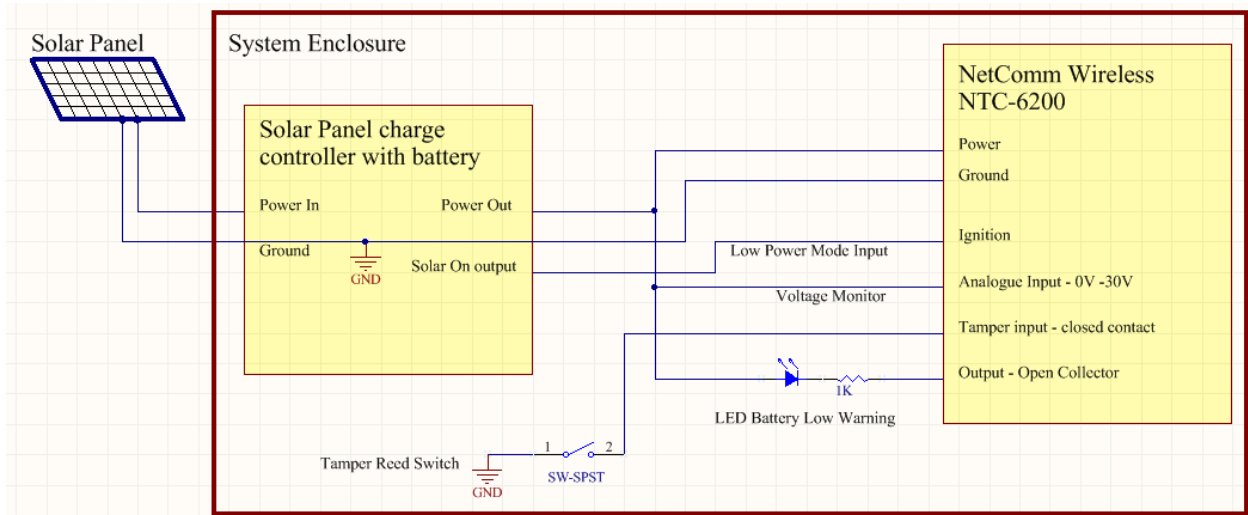 Solar Panel
System Enclosure
NetComm Wireless
NTC-6200
Solar Panel charge
controller with battery
Power
Ground
Power In
Power Out
Ground
Ignition
Low Power Mode Input
Solar On output
GND
Analogue Input - 0V -30V
Voltage Monitor
Tamper input - closed contact
Output - Open Collector
1K
LED Battery Low Warning
1
2
Tamper Reed Switch
SW-SPST
GND